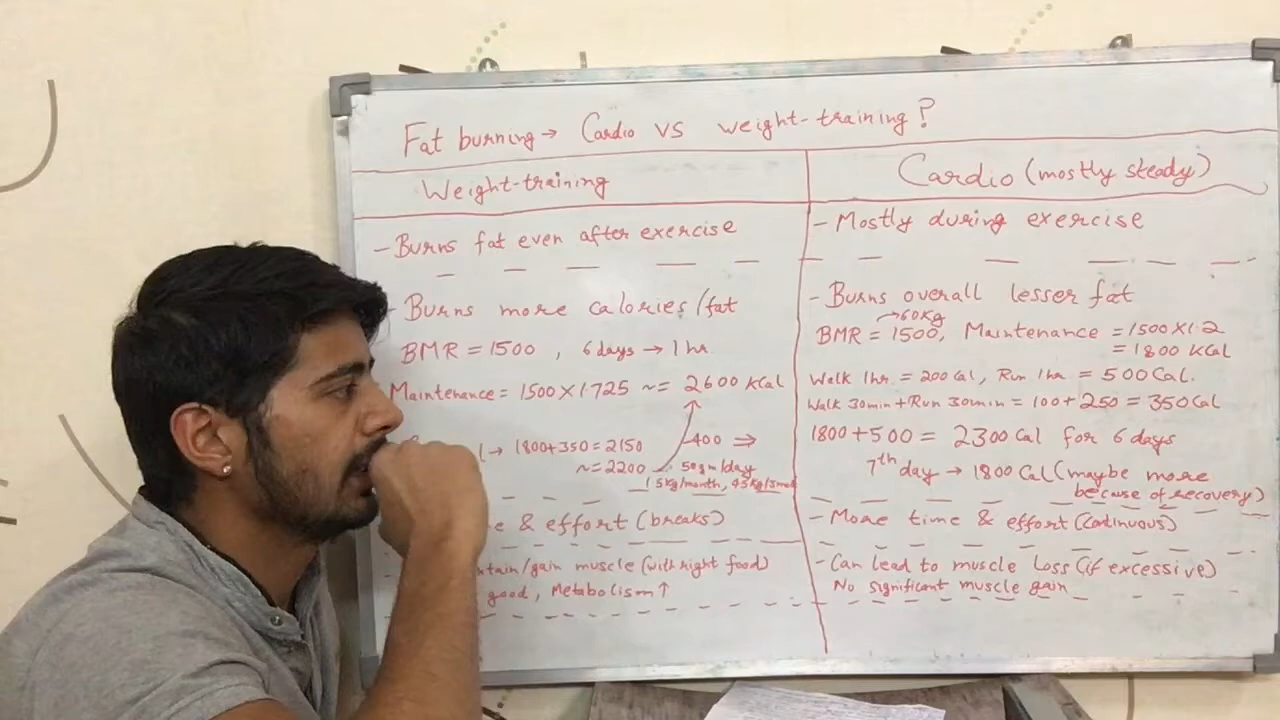 Fat burning → Cardio VS weight-training?
Weight-training
- Burns fat even after exercise
- Burns more calories/fat
BMR = 1500 , 6 days → 1 hr
Maintenance = 1500 X 1.725 ~= 2600 KCal
→ 1800+350 = 2150
~= 2200
-400 ⇒
50gm/day
1.5Kg/month,
& effort (breaks)
muscle (with right food)
good, Metabolism ↑
Cardio (mostly steady)
- Mostly during exercise
- Burns overall lesser fat
→60Kg
BMR = 1500, Maintenance = 1500 X 1.2
= 1800 KCal
Walk 1hr. = 200 Cal, Run 1hr = 500 Cal.
Walk 30min + Run 30min = 100 + 250 = 350 Cal
1800 + 500 = 2300 Cal for 6 days
7th day → 1800 Cal (maybe more
because of recovery)
- More time & effort (continuous)
- Can lead to muscle Loss (if excessive)
No significant muscle gain